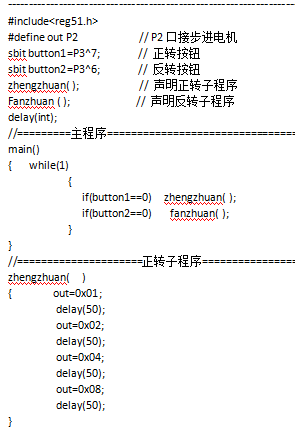 ------------------------------------------------------------
#include<reg51.h>
#define out P2 // P2 口接步进电机
sbit button1=P3^7; // 正转按钮
sbit button2=P3^6; // 反转按钮
zhengzhuan( ); // 声明正转子程序
Fanzhuan ( ); // 声明反转子程序
delay(int);
//=========主程序================================
main()
{ while(1)
{
if(button1==0) zhengzhuan( );
if(button2==0) fanzhuan( );
}
}
//=====================正转子程序================
zhengzhuan( )
{ out=0x01;
delay(50);
out=0x02;
delay(50);
out=0x04;
delay(50);
out=0x08;
delay(50);
}